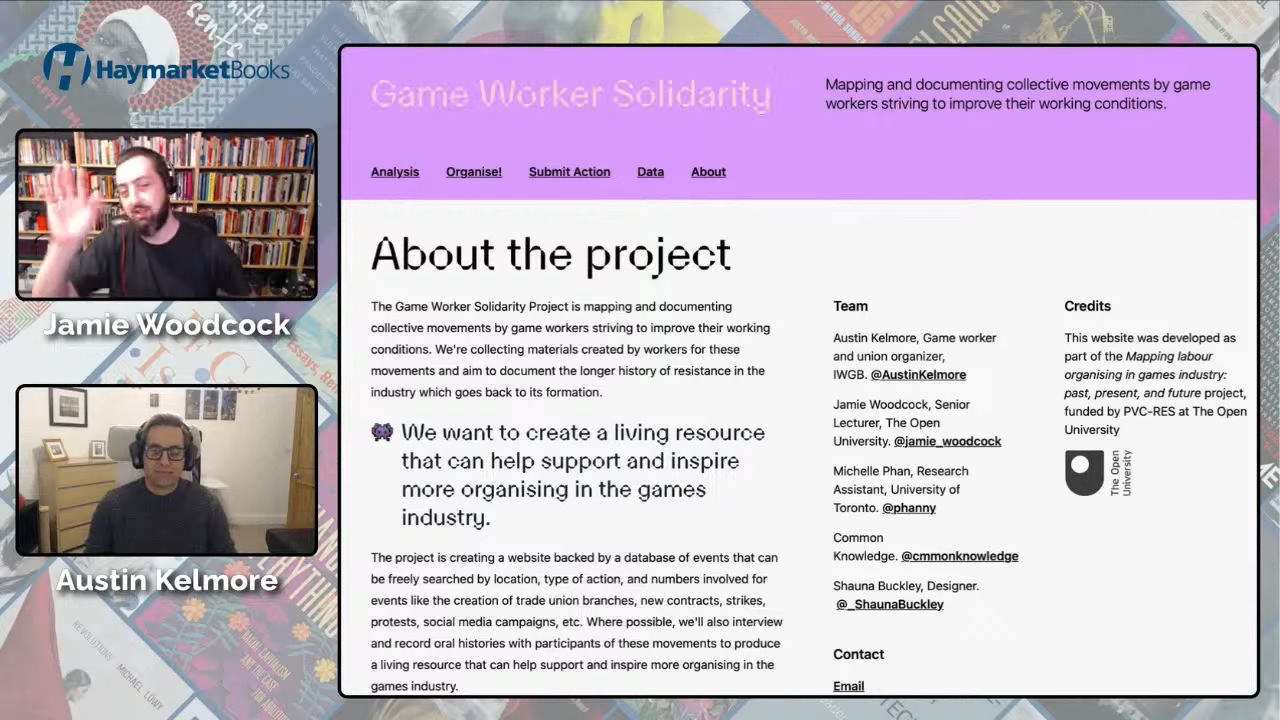 HaymarketBooks
Jamie Woodcock
Austin Kelmore
Game Worker Solidarity
Mapping and documenting collective movements by game
workers striving to improve their working conditions.
Analysis
Organise!
Submit Action
Data
About
About the project
The Game Worker Solidarity Project is mapping and documenting
collective movements by game workers striving to improve their working
conditions. We're collecting materials created by workers for these
movements and aim to document the longer history of resistance in the
industry which goes back to its formation.
We want to create a living resource
that can help support and inspire
more organising in the games
industry.
The project is creating a website backed by a database of events that can
be freely searched by location, type of action, and numbers involved for
events like the creation of trade union branches, new contracts, strikes,
protests, social media campaigns, etc. Where possible, we'll also interview
and record oral histories with participants of these movements to produce
a living resource that can help support and inspire more organising in the
games industry.
Team
Austin Kelmore, Game worker
and union organizer,
IWGB. @AustinKelmore
Jamie Woodcock, Senior
Lecturer, The Open
University. @jamie_woodcock
Michelle Phan, Research
Assistant, University of
Toronto. @phanny
Common
Knowledge. @cmmonknowledge
Shauna Buckley, Designer.
@_ShaunaBuckley
Contact
Email
Credits
This website was developed as
part of the Mapping labour
organising in games industry:
past, present, and future project,
funded by PVC-RES at The Open
University
The Open
University
REVOLUTIONS
MICHAEL LÖWY